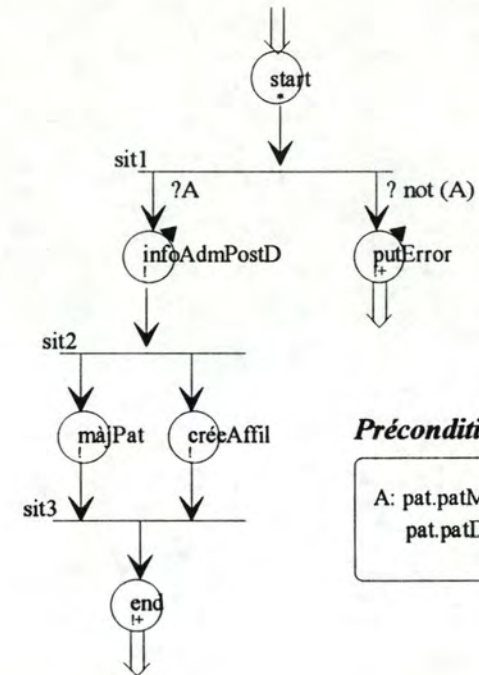 start
*
sit1
?A
? not (A)
infoAdmPostD
!
putError
!+
sit2
màjPat
!
créeAffil
!
Préconditi
sit3
A: pat.patM
pat.patD
end
!+